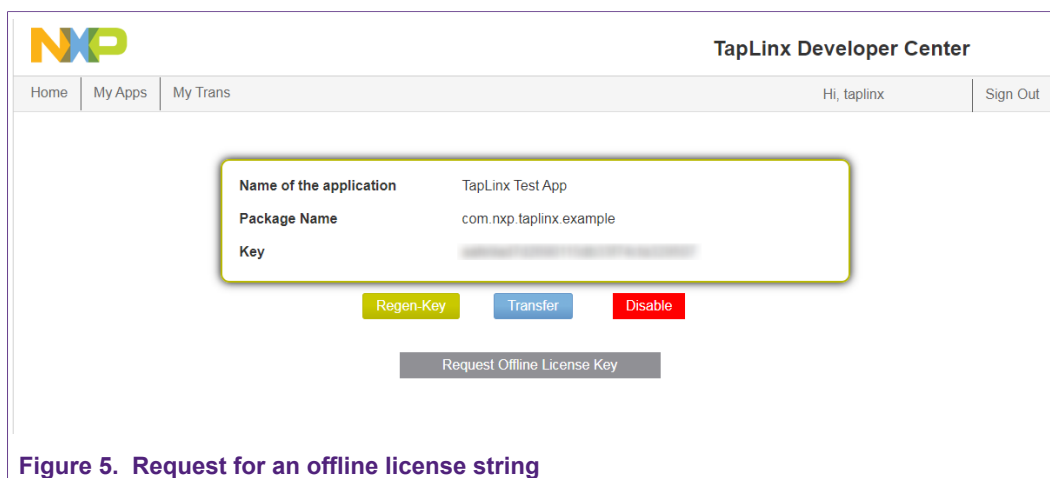 NXP
TapLinx Developer Center
Home My Apps My Trans Hi, taplinx Sign Out
Name of the application TapLinx Test App
Package Name com.nxp.taplinx.example
Key
Regen-Key Transfer Disable
Request Offline License Key
Figure 5. Request for an offline license string